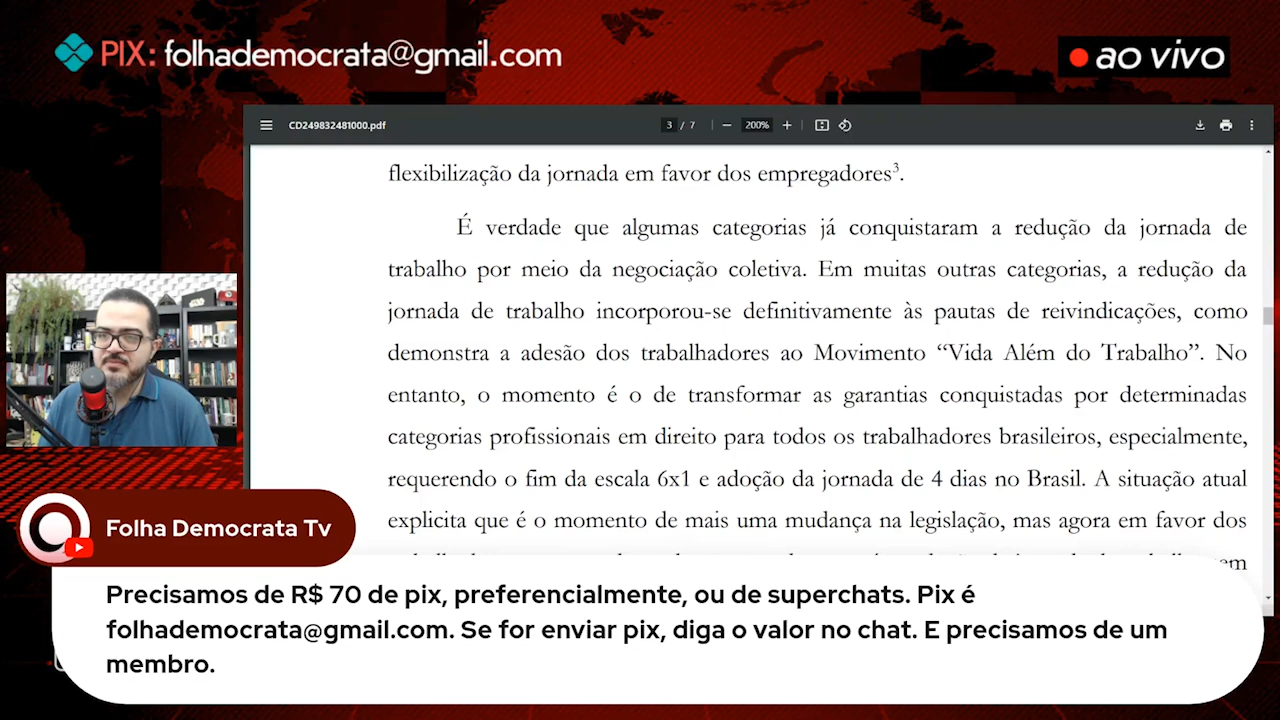 PIX: folhademocrata@gmail.com
ao vivo
CD249832481000.pdf
3 / 7
200%
flexibilização da jornada em favor dos empregadores³.
É verdade que algumas categorias já conquistaram a redução da jornada de
trabalho por meio da negociação coletiva. Em muitas outras categorias, a redução da
jornada de trabalho incorporou-se definitivamente às pautas de reivindicações, como
demonstra a adesão dos trabalhadores ao Movimento “Vida Além do Trabalho”. No
entanto, o momento é o de transformar as garantias conquistadas por determinadas
categorias profissionais em direito para todos os trabalhadores brasileiros, especialmente,
requerendo o fim da escala 6x1 e adoção da jornada de 4 dias no Brasil. A situação atual
explicita que é o momento de mais uma mudança na legislação, mas agora em favor dos
Folha Democrata Tv
Precisamos de R$ 70 de pix, preferencialmente, ou de superchats. Pix é
folhademocrata@gmail.com. Se for enviar pix, diga o valor no chat. E precisamos de um
membro.